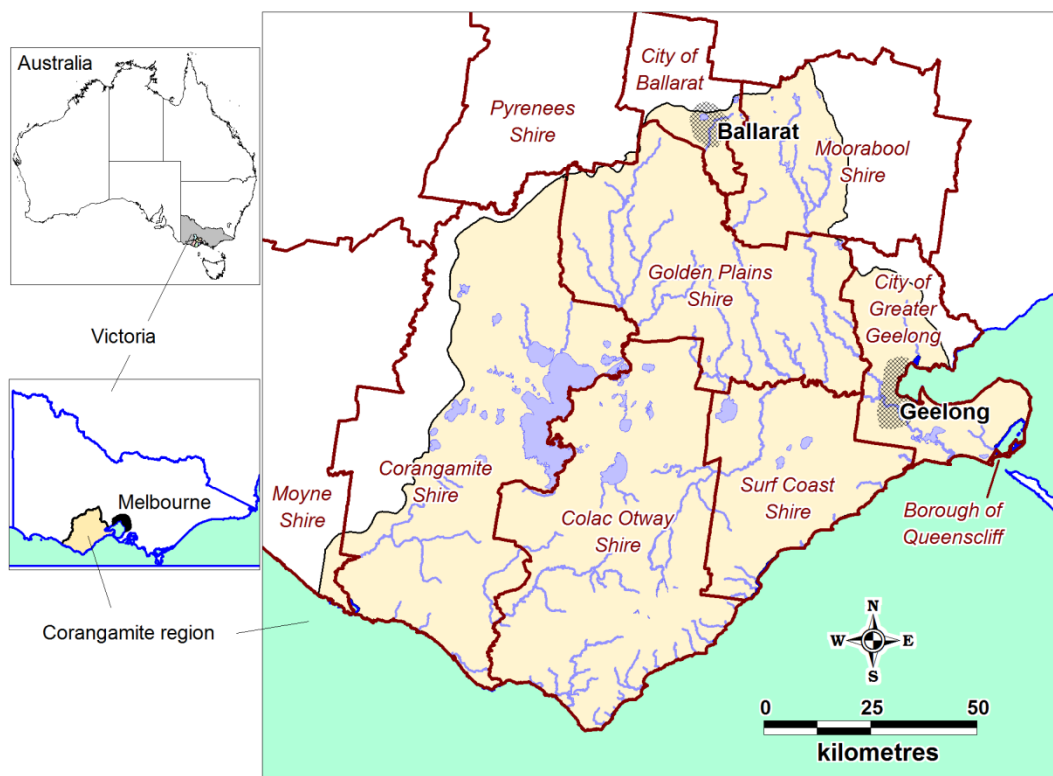 Australia
Victoria
Melbourne
Corangamite region
City of
Ballarat
Pyrenees
Shire
Ballarat
Moorabool
Shire
Golden Plains
Shire
City of
Greater
Geelong
Geelong
Corangamite
Shire
Moyne
Shire
Colac Otway
Shire
Surf Coast
Shire
Borough of
Queenscliff
N
W E
S
0 25 50
kilometres